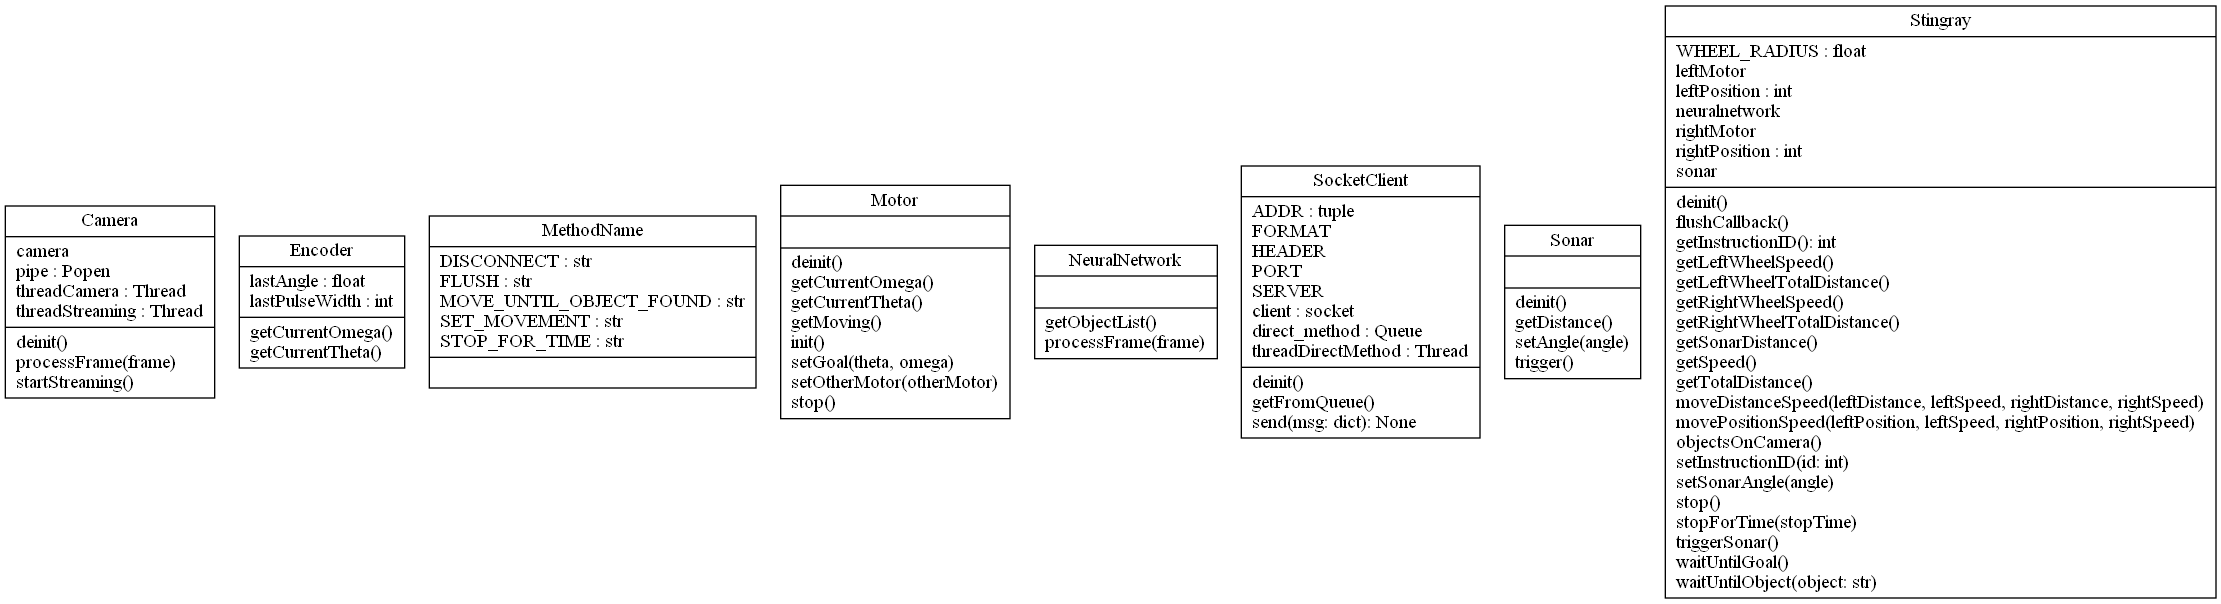 Camera
camera
pipe : Popen
threadCamera : Thread
threadStreaming : Thread
deinit()
processFrame(frame)
startStreaming()
Encoder
lastAngle : float
lastPulseWidth : int
getCurrentOmega()
getCurrentTheta()
MethodName
DISCONNECT : str
FLUSH : str
MOVE_UNTIL_OBJECT_FOUND : str
SET_MOVEMENT : str
STOP_FOR_TIME : str
Motor
deinit()
getCurrentOmega()
getCurrentTheta()
getMoving()
init()
setGoal(theta, omega)
setOtherMotor(otherMotor)
stop()
NeuralNetwork
getObjectList()
processFrame(frame)
SocketClient
ADDR : tuple
FORMAT
HEADER
PORT
SERVER
client : socket
direct_method : Queue
threadDirectMethod : Thread
deinit()
getFromQueue()
send(msg: dict): None
Sonar
deinit()
getDistance()
setAngle(angle)
trigger()
Stingray
WHEEL_RADIUS : float
leftMotor
leftPosition : int
neuralnetwork
rightMotor
rightPosition : int
sonar
deinit()
flushCallback()
getInstructionID(): int
getLeftWheelSpeed()
getLeftWheelTotalDistance()
getRightWheelSpeed()
getRightWheelTotalDistance()
getSonarDistance()
getSpeed()
getTotalDistance()
moveDistanceSpeed(leftDistance, leftSpeed, rightDistance, rightSpeed)
movePositionSpeed(leftPosition, leftSpeed, rightPosition, rightSpeed)
objectsOnCamera()
setInstructionID(id: int)
setSonarAngle(angle)
stop()
stopForTime(stopTime)
triggerSonar()
waitUntilGoal()
waitUntilObject(object: str)